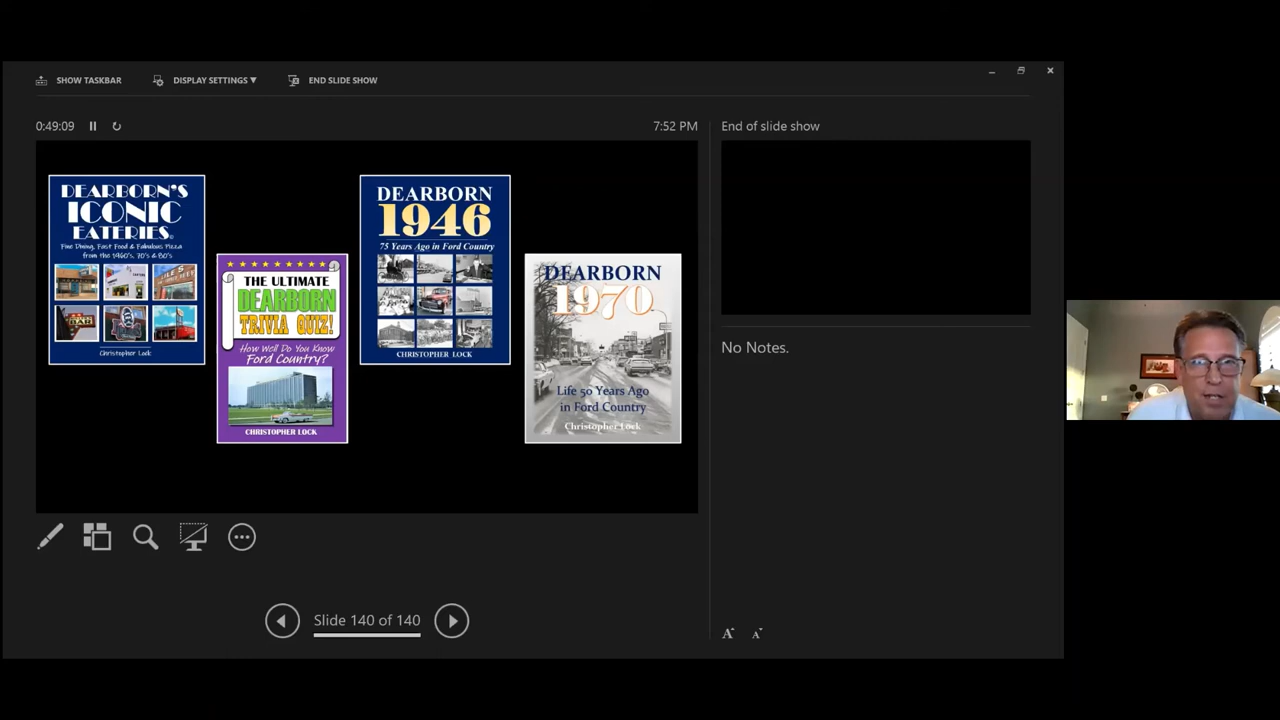 SHOW TASKBAR
DISPLAY SETTINGS ▾
END SLIDE SHOW
0:49:09
7:52 PM
End of slide show
DEARBORN'S
ICONIC
EATERIES
Fine Dining, Fast Food & Fabulous Pizza
from the 1960's, 70's & 80's
Christopher Lock
THE ULTIMATE
DEARBORN
TRIVIA QUIZ!
How Well Do You Know
Ford Country?
CHRISTOPHER LOCK
DEARBORN
1946
75 Years Ago in Ford Country
CHRISTOPHER LOCK
DEARBORN
1970
Life 50 Years Ago
in Ford Country
Christopher Lock
No Notes.
Slide 140 of 140
A A